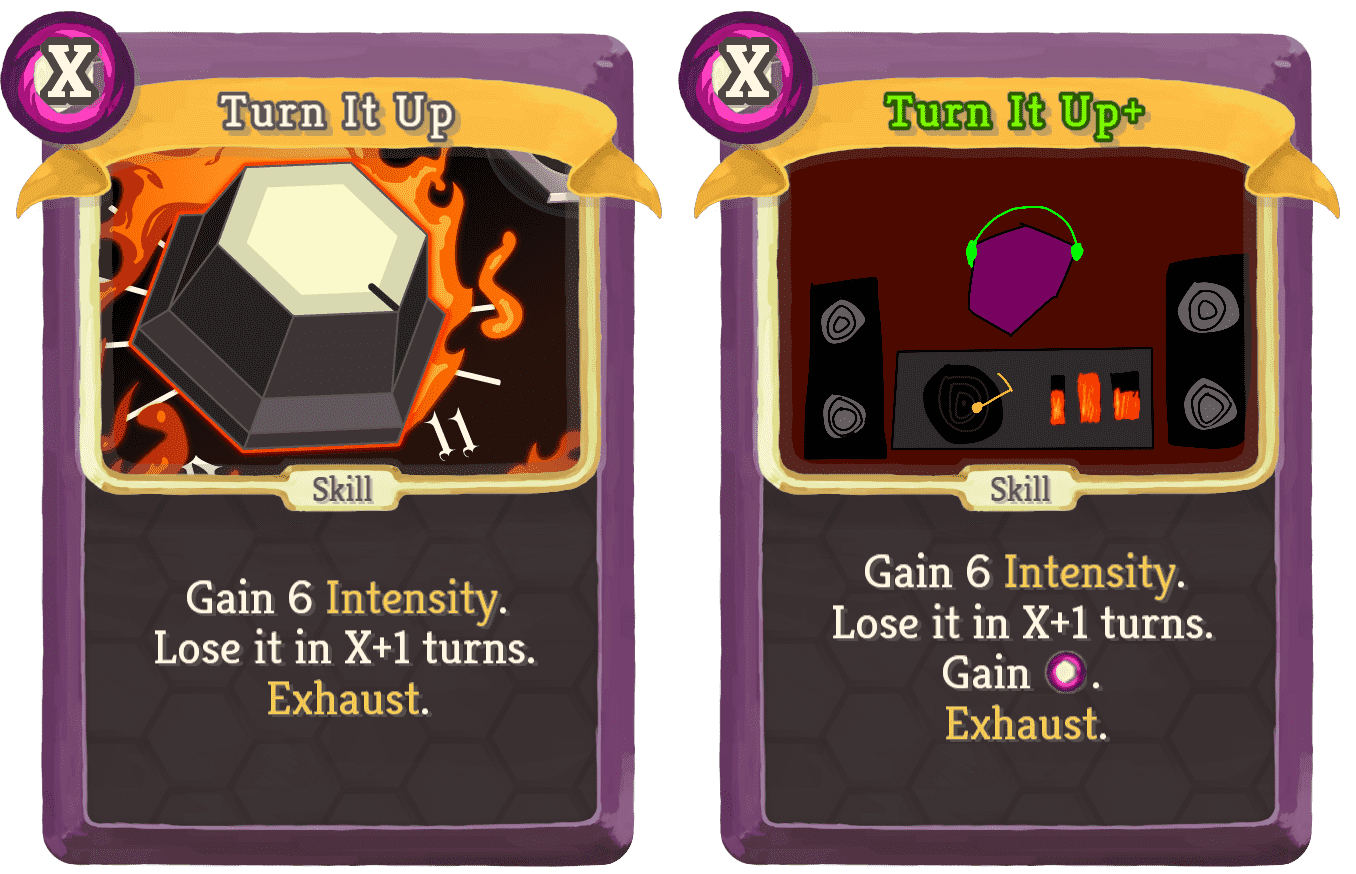 X
Turn It Up
11
Skill
Gain 6 Intensity.
Lose it in X+1 turns.
Exhaust.
X
Turn It Up+
Skill
Gain 6 Intensity.
Lose it in X+1 turns.
Gain .
Exhaust.